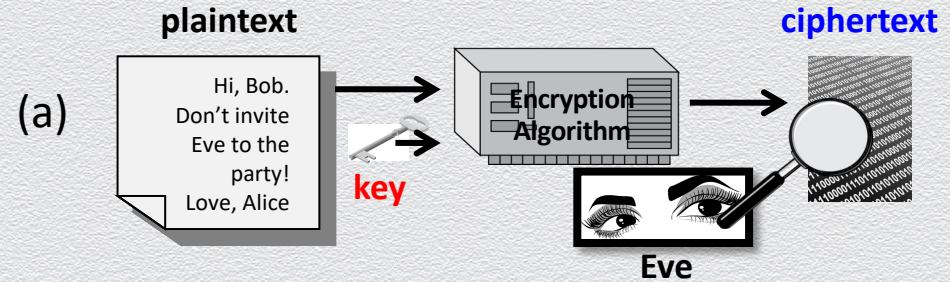 plaintext
ciphertext
(a)
Hi, Bob.
Don’t invite
Eve to the
party!
Love, Alice
key
Encryption
Algorithm
Eve